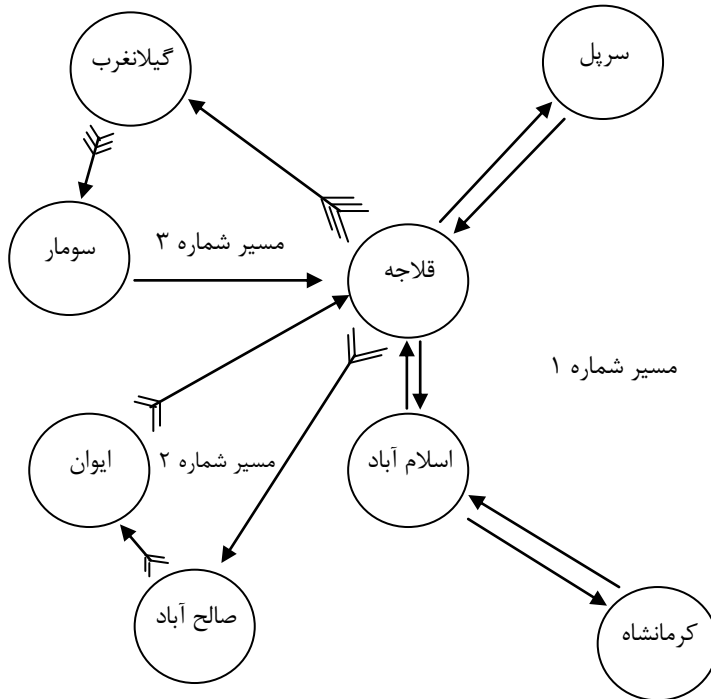 سرپل
گیلانغرب
سومار
مسیر شماره ۳
قلاجه
مسیر شماره ۱
اسلام آباد
مسیر شماره ۲
ایوان
صالح آباد
کرمانشاه